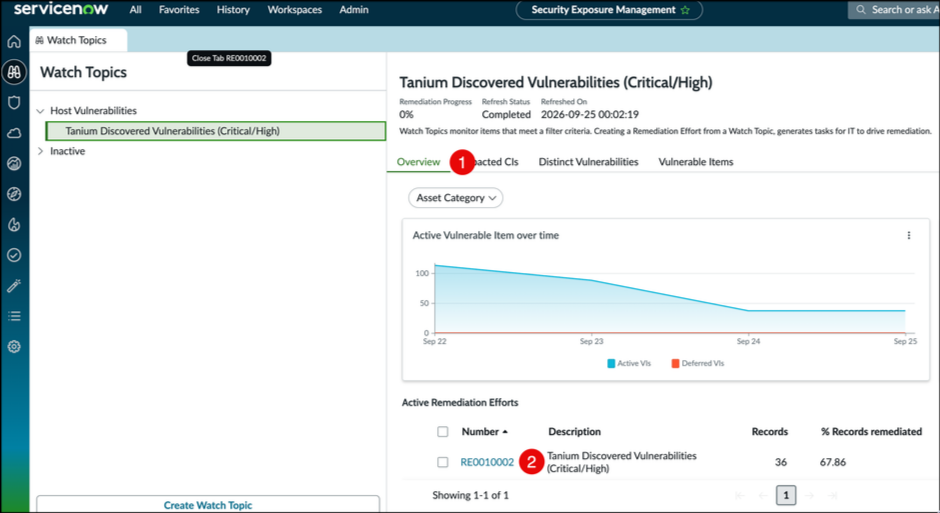 servicenow All Favorites History Workspaces Admin Security Exposure Management Search or ask A
Watch Topics
Close Tab RE0010002
Watch Topics
Host Vulnerabilities
Tanium Discovered Vulnerabilities (Critical/High)
Inactive
Create Watch Topic
Tanium Discovered Vulnerabilities (Critical/High)
Remediation Progress Refresh Status Refreshed On
0% Completed 2026-09-25 00:02:19
Watch Topics monitor items that meet a filter criteria. Creating a Remediation Effort from a Watch Topic, generates tasks for IT to drive remediation.
Overview 1 pacted CIs Distinct Vulnerabilities Vulnerable Items
Asset Category
Active Vulnerable Item over time
100
50
0
Sep 22 Sep 23 Sep 24 Sep 25
Active VIs Deferred VIs
Active Remediation Efforts
Number Description Records % Records remediated
RE0010002 2 Tanium Discovered Vulnerabilities
(Critical/High) 36 67.86
Showing 1-1 of 1 1